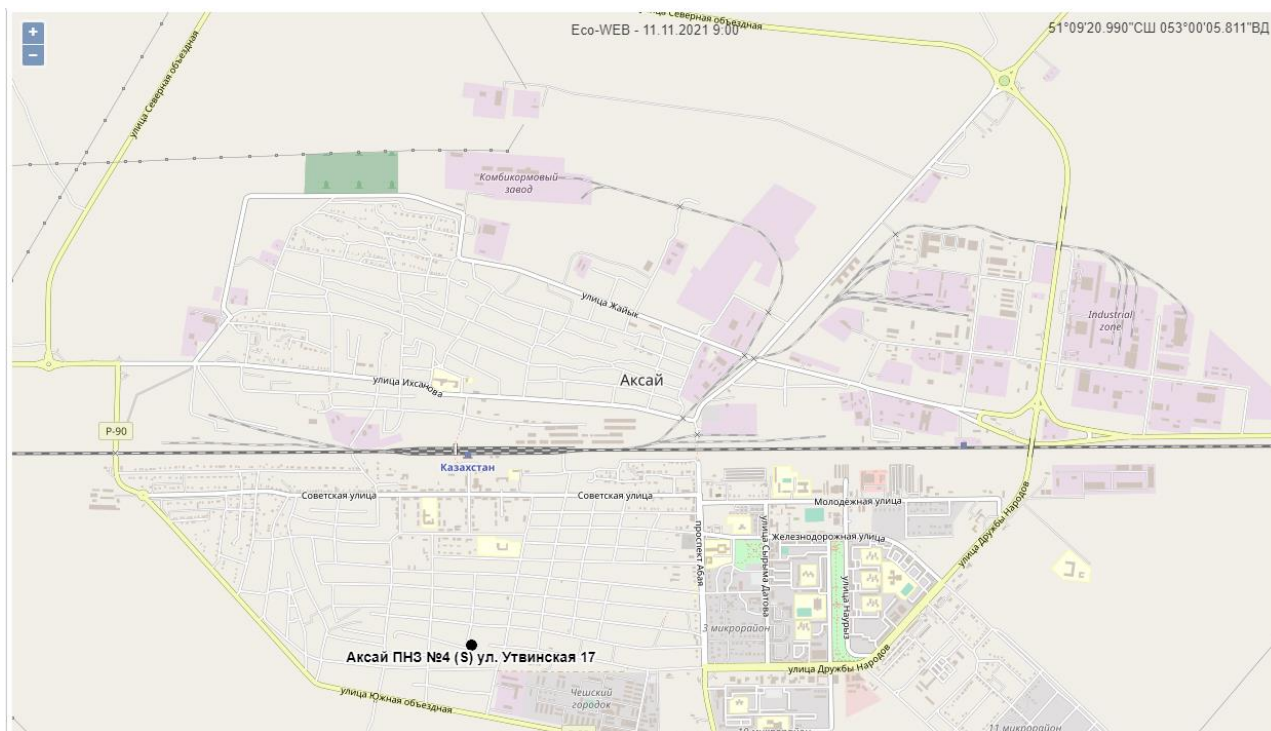 +
−
улица Северная объездная
Eco-WEB - 11.11.2021 9:00
51°09'20.990"СШ 053°00'05.811"ВД
улица Северная объездная
Комбикормовый
завод
улица Жайык
Industrial
zone
Аксай
улица Ихсанова
Р-90
Казахстан
Советская улица
Советская улица
Молодёжная улица
проспект Абая
улица Сырыма Датова
Железнодорожная улица
улица Дружбы Народов
улица Наурыз
3 микрорайон
Аксай ПНЗ №4 (S) ул. Утвинская 17
улица Дружбы Народов
улица Южная объездная
Чешский
городок
10 микрорайон
11 микрорайон